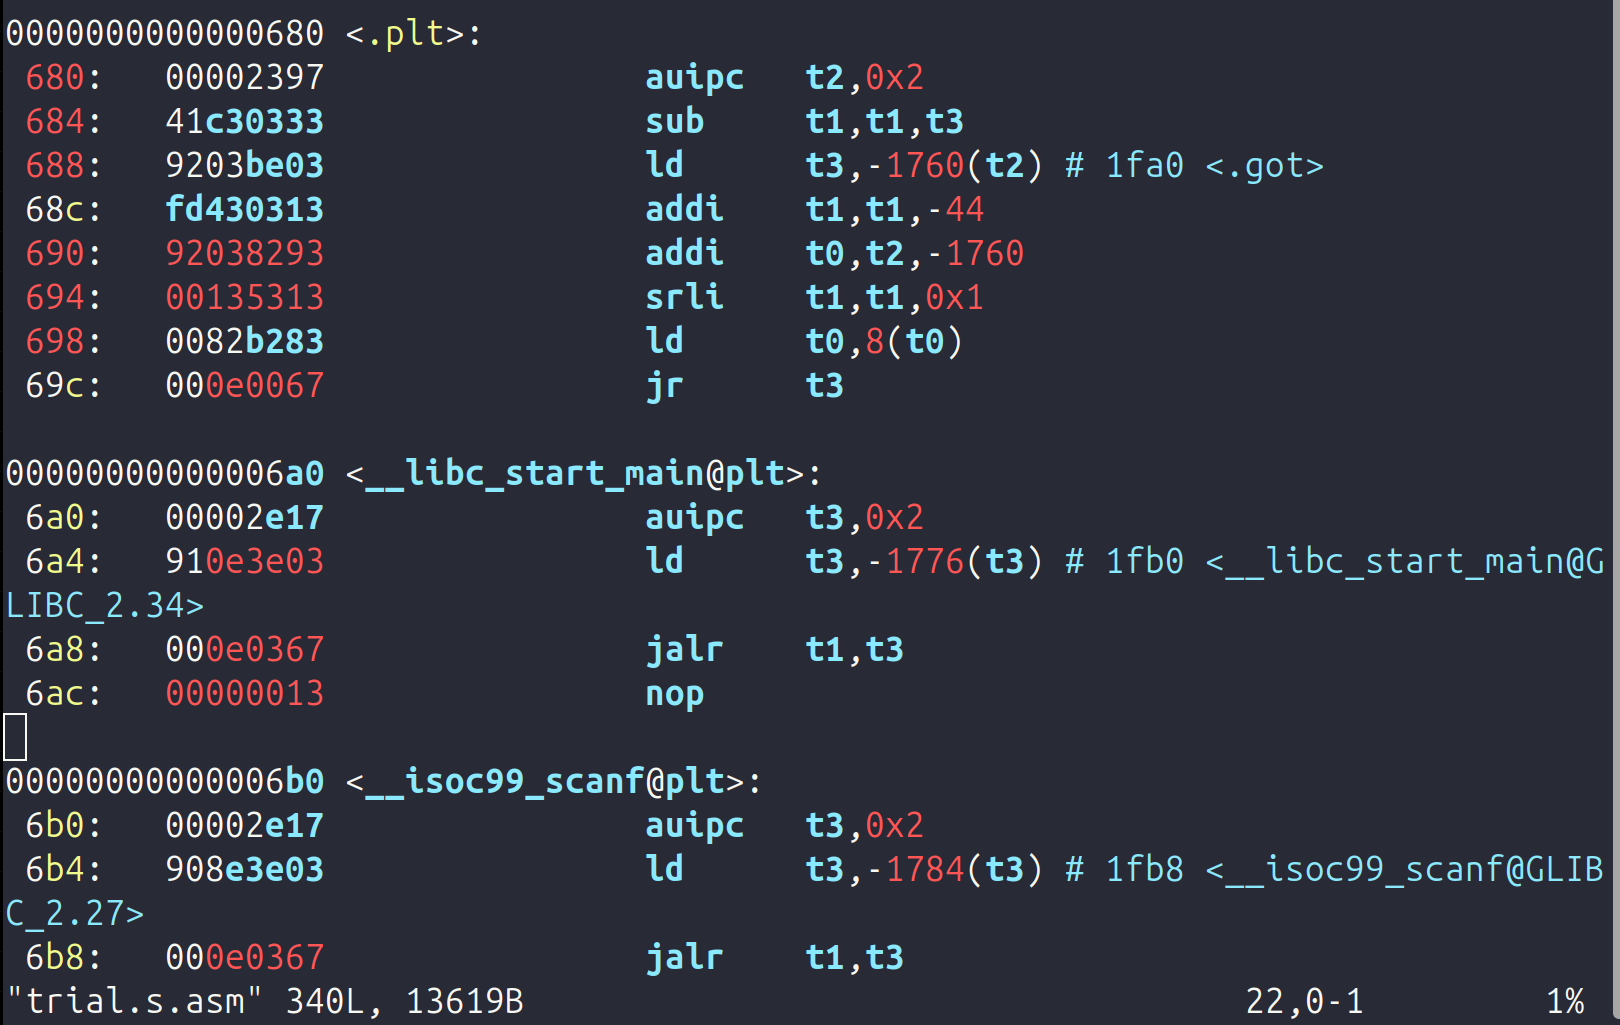 0000000000000680 <.plt>:
 680:	00002397          	auipc	t2,0x2
 684:	41c30333          	sub	t1,t1,t3
 688:	9203be03          	ld	t3,-1760(t2) # 1fa0 <.got>
 68c:	fd430313          	addi	t1,t1,-44
 690:	92038293          	addi	t0,t2,-1760
 694:	00135313          	srli	t1,t1,0x1
 698:	0082b283          	ld	t0,8(t0)
 69c:	000e0067          	jr	t3

00000000000006a0 <__libc_start_main@plt>:
 6a0:	00002e17          	auipc	t3,0x2
 6a4:	910e3e03          	ld	t3,-1776(t3) # 1fb0 <__libc_start_main@G
LIBC_2.34>
 6a8:	000e0367          	jalr	t1,t3
 6ac:	00000013          	nop

00000000000006b0 <__isoc99_scanf@plt>:
 6b0:	00002e17          	auipc	t3,0x2
 6b4:	908e3e03          	ld	t3,-1784(t3) # 1fb8 <__isoc99_scanf@GLIB
C_2.27>
 6b8:	000e0367          	jalr	t1,t3
"trial.s.asm" 340L, 13619B	22,0-1	1%